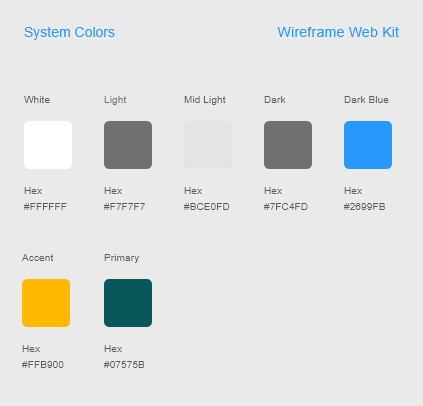 System Colors Wireframe Web Kit
White Light Mid Light Dark Dark Blue
Hex Hex Hex Hex Hex
#FFFFFF #F7F7F7 #BCE0FD #7FC4FD #2699FB
Accent Primary
Hex Hex
#FFB900 #07575B